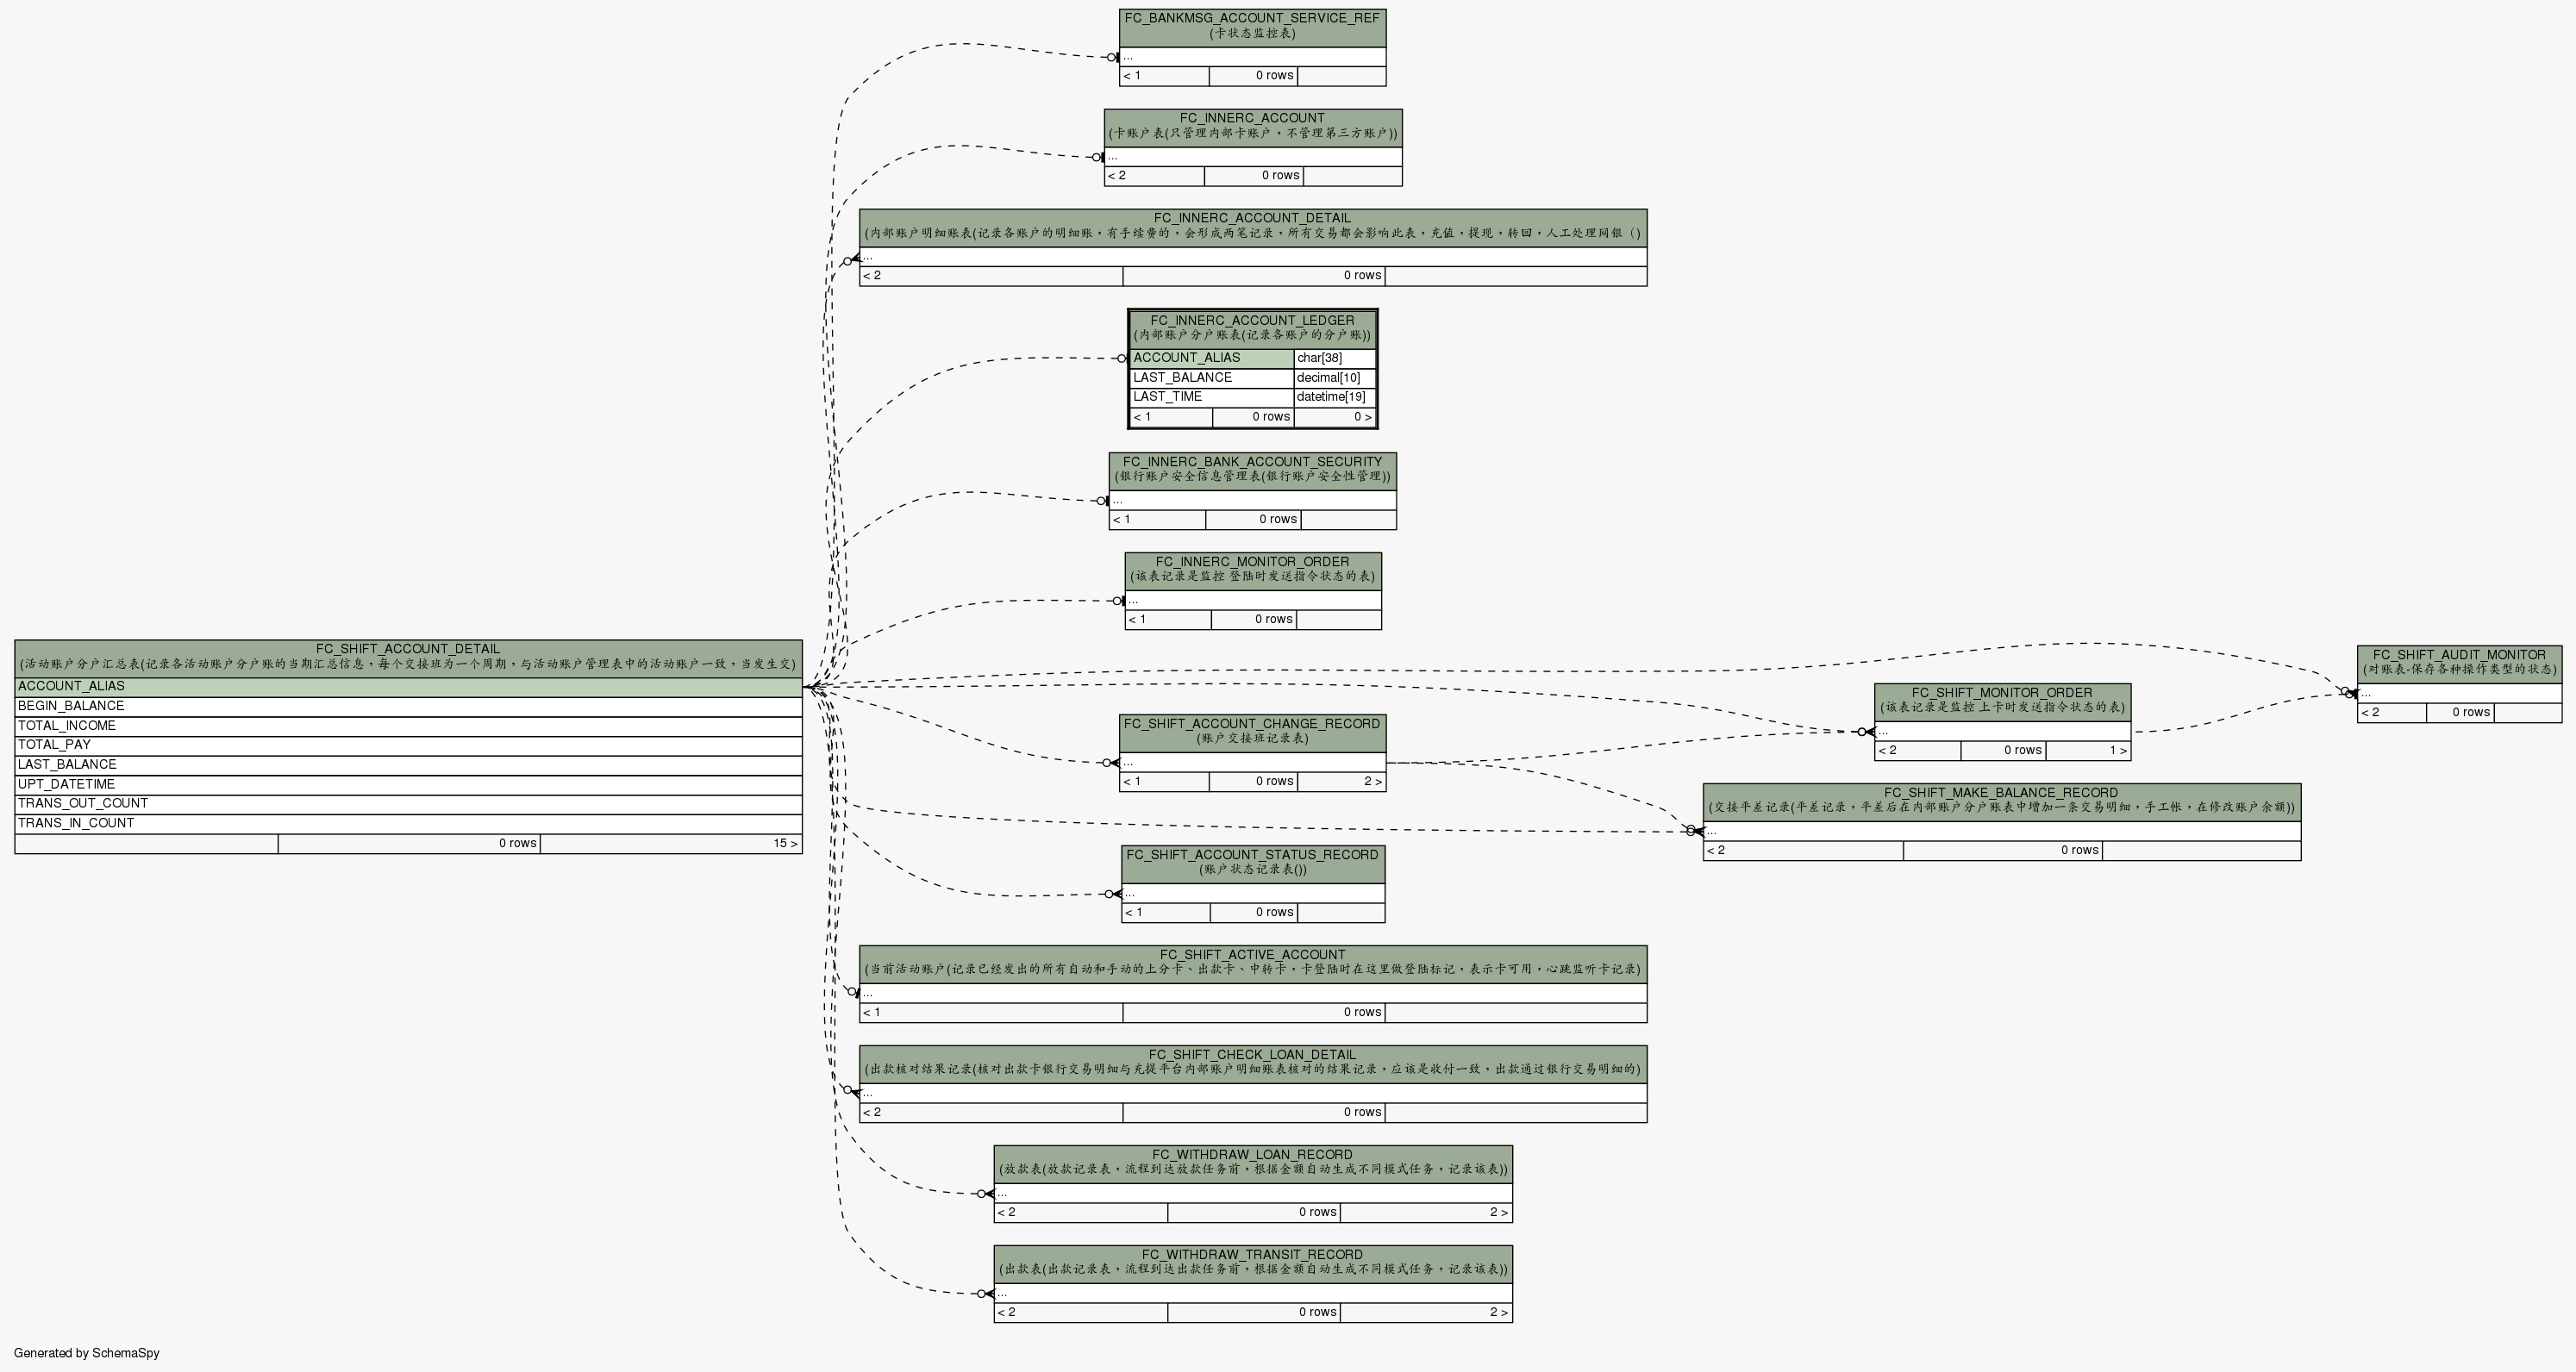 FC_BANKMSG_ACCOUNT_SERVICE_REF
(卡状态监控表)
...
< 1 0 rows
FC_INNERC_ACCOUNT
(卡账户表(只管理内部卡账户，不管理第三方账户))
...
< 2 0 rows
FC_INNERC_ACCOUNT_DETAIL
(内部账户明细账表(记录各账户的明细账，有手续费的，会形成两笔记录，所有交易都会影响此表，充值，提现，转回，人工处理网银（)
...
< 2 0 rows
FC_INNERC_ACCOUNT_LEDGER
(内部账户分户账表(记录各账户的分户账))
ACCOUNT_ALIAS char[38]
LAST_BALANCE decimal[10]
LAST_TIME datetime[19]
< 1 0 rows 0 >
FC_INNERC_BANK_ACCOUNT_SECURITY
(银行账户安全信息管理表(银行账户安全性管理))
...
< 1 0 rows
FC_INNERC_MONITOR_ORDER
(该表记录是监控 登陆时发送指令状态的表)
...
< 1 0 rows
FC_SHIFT_ACCOUNT_DETAIL
(活动账户分户汇总表(记录各活动账户分户账的当期汇总信息，每个交接班为一个周期，与活动账户管理表中的活动账户一致，当发生交)
ACCOUNT_ALIAS
BEGIN_BALANCE
TOTAL_INCOME
TOTAL_PAY
LAST_BALANCE
UPT_DATETIME
TRANS_OUT_COUNT
TRANS_IN_COUNT
0 rows 15 >
FC_SHIFT_AUDIT_MONITOR
(对账表-保存各种操作类型的状态)
...
< 2 0 rows
FC_SHIFT_MONITOR_ORDER
(该表记录是监控 上卡时发送指令状态的表)
...
< 2 0 rows 1 >
FC_SHIFT_ACCOUNT_CHANGE_RECORD
(账户交接班记录表)
...
< 1 0 rows 2 >
FC_SHIFT_MAKE_BALANCE_RECORD
(交接平差记录(平差记录，平差后在内部账户分户账表中增加一条交易明细，手工帐，在修改账户余额))
...
< 2 0 rows
FC_SHIFT_ACCOUNT_STATUS_RECORD
(账户状态记录表())
...
< 1 0 rows
FC_SHIFT_ACTIVE_ACCOUNT
(当前活动账户(记录已经发出的所有自动和手动的上分卡、出款卡、中转卡，卡登陆时在这里做登陆标记，表示卡可用，心跳监听卡记录)
...
< 1 0 rows
FC_SHIFT_CHECK_LOAN_DETAIL
(出款核对结果记录(核对出款卡银行交易明细与充提平台内部账户明细账表核对的结果记录，应该是收付一致，出款通过银行交易明细的)
...
< 2 0 rows
FC_WITHDRAW_LOAN_RECORD
(放款表(放款记录表，流程到达放款任务前，根据金额自动生成不同模式任务，记录该表))
...
< 2 0 rows 2 >
FC_WITHDRAW_TRANSIT_RECORD
(出款表(出款记录表，流程到达出款任务前，根据金额自动生成不同模式任务，记录该表))
...
< 2 0 rows 2 >
Generated by SchemaSpy